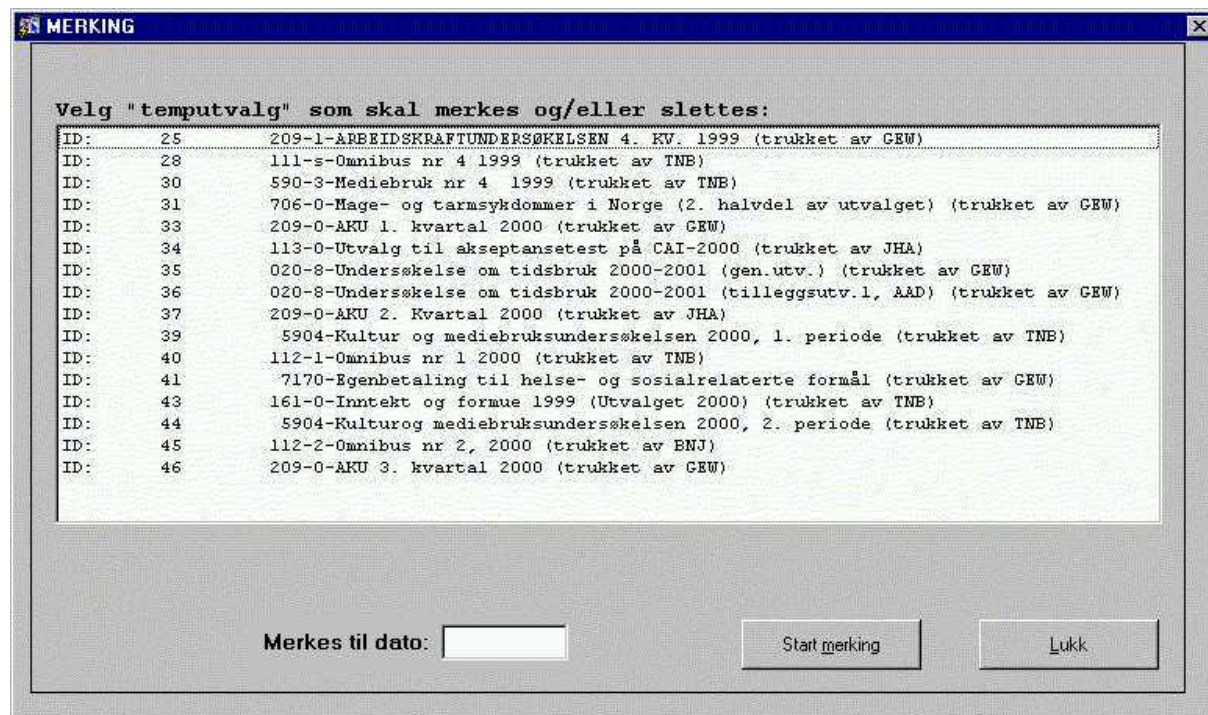 MERKING
Velg "temputvalg" som skal merkes og/eller slettes:
ID: 25 209-1-ARBEIDSKRAFTUNDERSØKELSEN 4. KV. 1999 (trukket av GEW)
ID: 28 111-s-Omnibus nr 4 1999 (trukket av TNB)
ID: 30 590-3-Mediebruk nr 4 1999 (trukket av TNB)
ID: 31 706-0-Mage- og tarmsykdommer i Norge (2. halvdel av utvalget) (trukket av GEW)
ID: 33 209-0-AKU 1. kvartal 2000 (trukket av GEW)
ID: 34 113-0-Utvalg til akseptansetest på CAI-2000 (trukket av JHA)
ID: 35 020-8-Undersøkelse om tidsbruk 2000-2001 (gen.utv.) (trukket av GEW)
ID: 36 020-8-Undersøkelse om tidsbruk 2000-2001 (tilleggsutv.1, AAD) (trukket av GEW)
ID: 37 209-0-AKU 2. Kvartal 2000 (trukket av JHA)
ID: 39 5904-Kultur og mediebruksundersøkelsen 2000, 1. periode (trukket av TNB)
ID: 40 112-1-Omnibus nr 1 2000 (trukket av TNB)
ID: 41 7170-Egenbetaling til helse- og sosialrelaterte formål (trukket av GEW)
ID: 43 161-0-Inntekt og formue 1999 (Utvalget 2000) (trukket av TNB)
ID: 44 5904-Kulturog mediebruksundersøkelsen 2000, 2. periode (trukket av TNB)
ID: 45 112-2-Omnibus nr 2, 2000 (trukket av BNJ)
ID: 46 209-0-AKU 3. kvartal 2000 (trukket av GEW)
Merkes til dato: Start merking Lukk